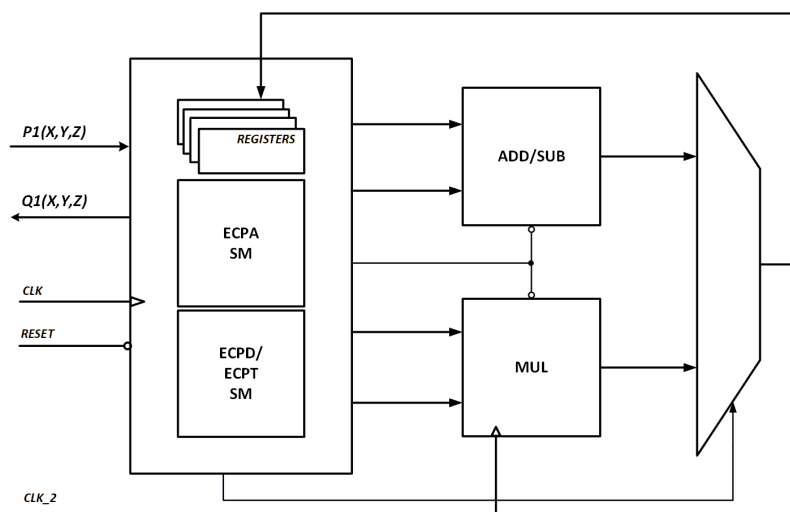 P1(X,Y,Z)
Q1(X,Y,Z)
CLK
RESET
CLK_2
REGISTERS
ECPA
SM
ECPD/
ECPT
SM
ADD/SUB
MUL